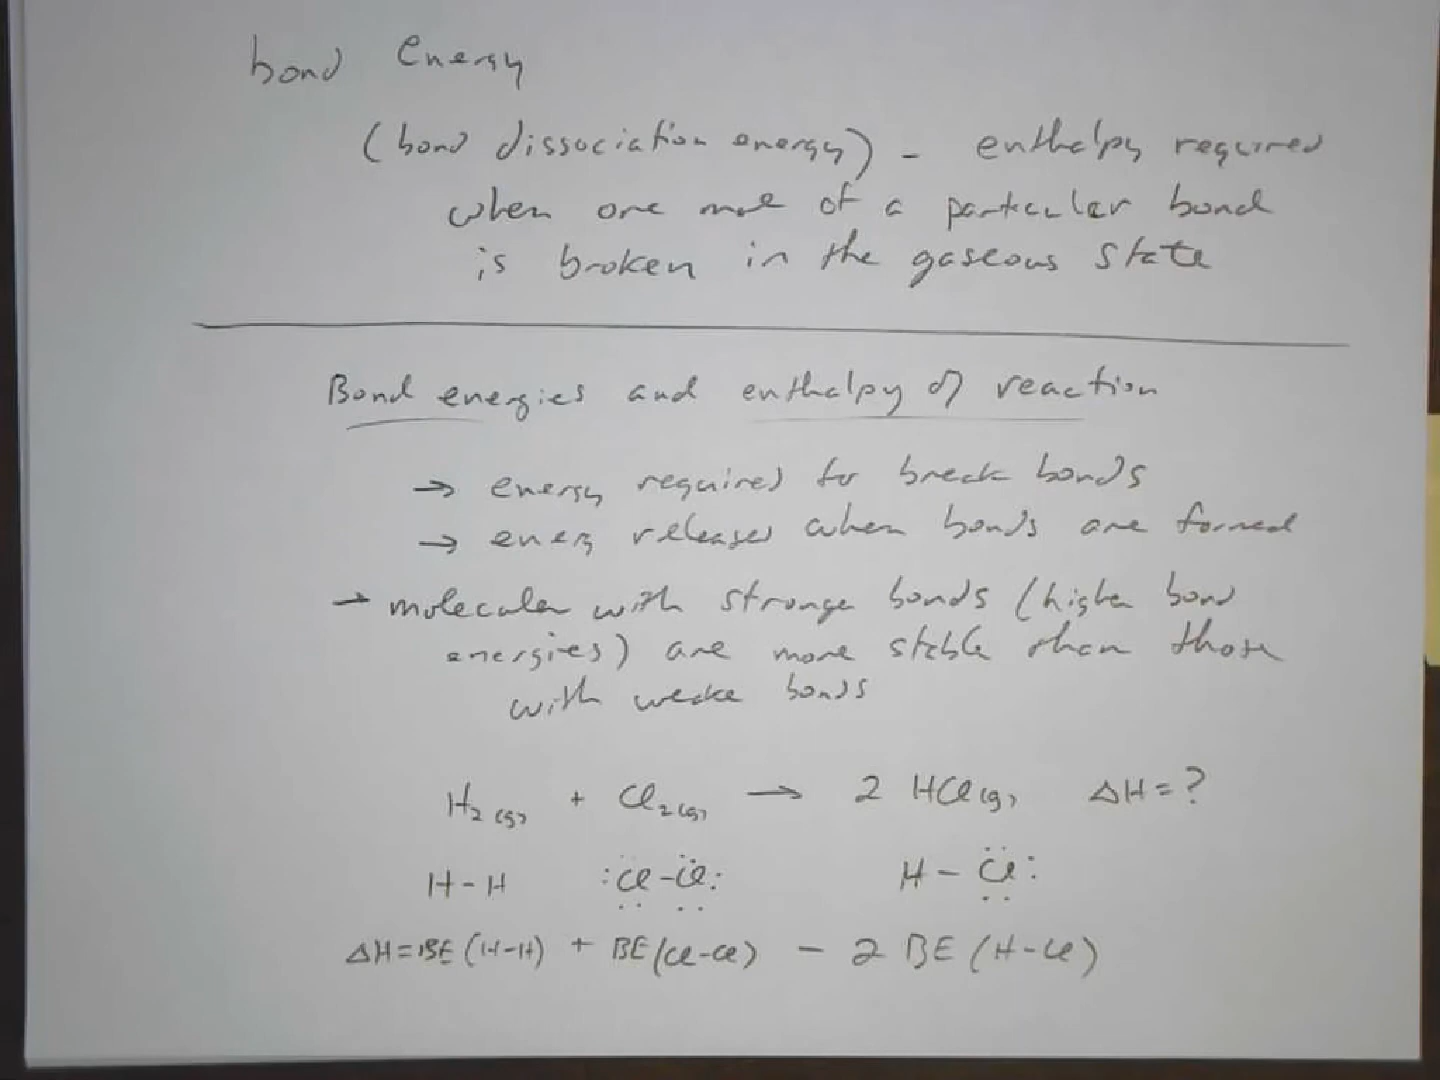 bond energy
(bond dissociation energy) - enthalpy required
when one mole of a particular bond
is broken in the gaseous state
Bond energies and enthalpy of reaction
→ energy required to break bonds
→ energy released when bonds are formed
→ molecules with stronger bonds (higher bond
energies) are more stable than those
with weaker bonds
H₂(g) + Cl₂(g) → 2 HCl(g) ΔH = ?
H-H :Cl-Cl: H-Cl:
ΔH = BE (H-H) + BE (Cl-Cl) - 2 BE (H-Cl)